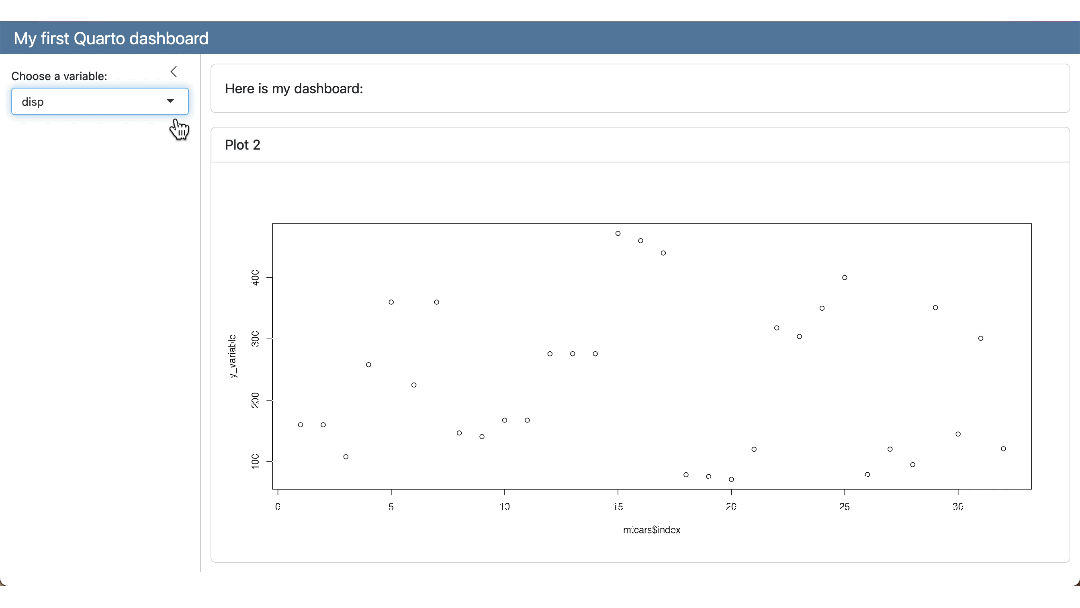 My first Quarto dashboard
Choose a variable:
disp
Here is my dashboard:
Plot 2
400
300
200
100
y_variable
0 5 10 15 20 25 30
mtcars$index